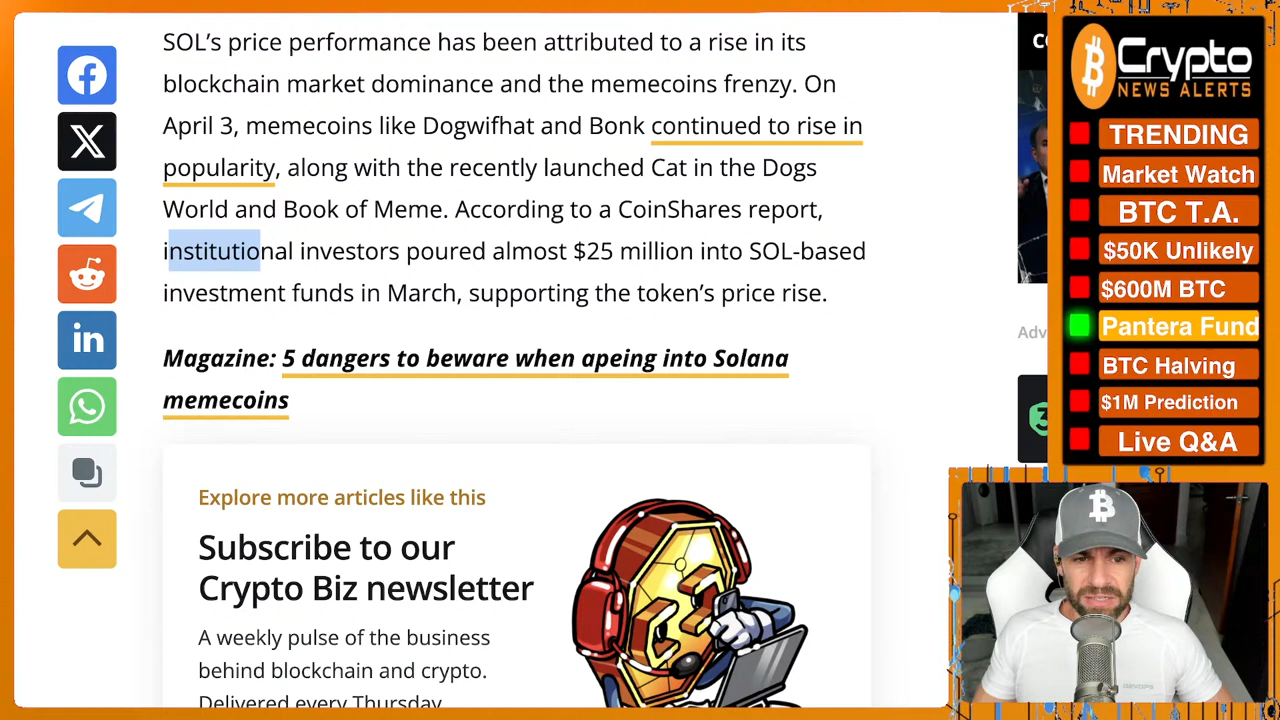 SOL’s price performance has been attributed to a rise in its
blockchain market dominance and the memecoins frenzy. On
April 3, memecoins like Dogwifhat and Bonk continued to rise in
popularity, along with the recently launched Cat in the Dogs
World and Book of Meme. According to a CoinShares report,
institutional investors poured almost $25 million into SOL-based
investment funds in March, supporting the token’s price rise.
Magazine: 5 dangers to beware when apeing into Solana
memecoins
Explore more articles like this
Subscribe to our
Crypto Biz newsletter
A weekly pulse of the business
behind blockchain and crypto.
Delivered every Thursday
Adv
Crypto
NEWS ALERTS
TRENDING
Market Watch
BTC T.A.
$50K Unlikely
$600M BTC
Pantera Fund
BTC Halving
$1M Prediction
Live Q&A